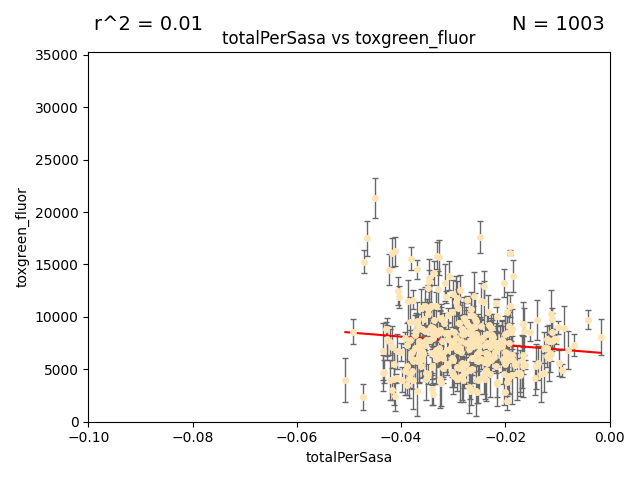 r^2 = 0.01
N = 1003
totalPerSasa vs toxgreen_fluor
35000
30000
25000
20000
15000
10000
5000
0
toxgreen_fluor
−0.10
−0.08
−0.06
−0.04
−0.02
0.00
totalPerSasa